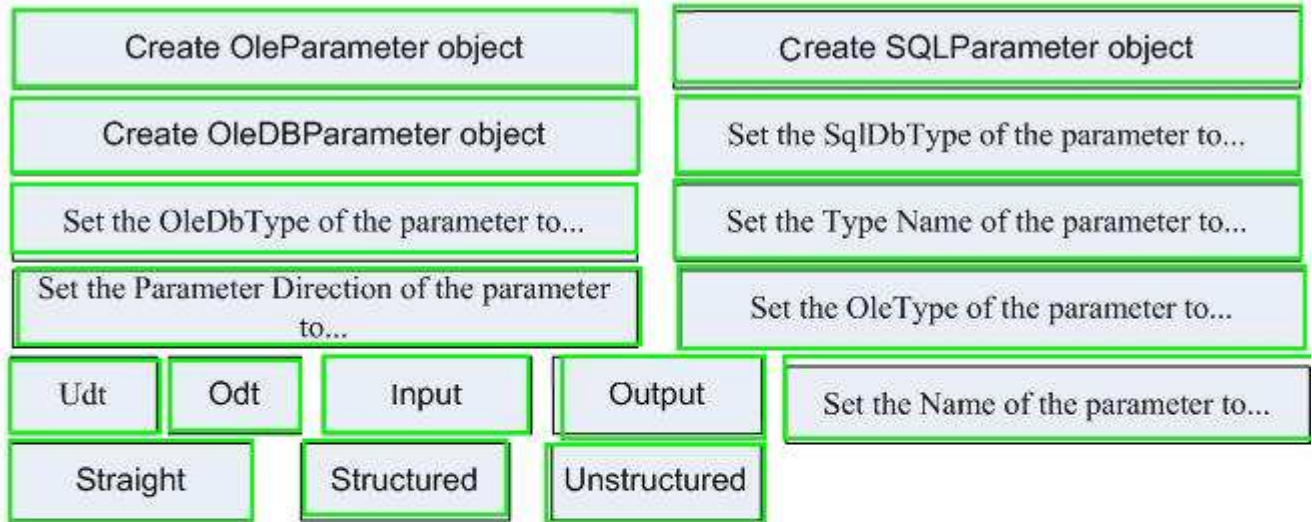 Create OleParameter object
Create SQLParameter object
Create OleDBParameter object
Set the SqlDbType of the parameter to...
Set the OleDbType of the parameter to...
Set the Type Name of the parameter to...
Set the Parameter Direction of the parameter
to...
Set the OleType of the parameter to...
Udt
Odt
Input
Output
Set the Name of the parameter to...
Straight
Structured
Unstructured